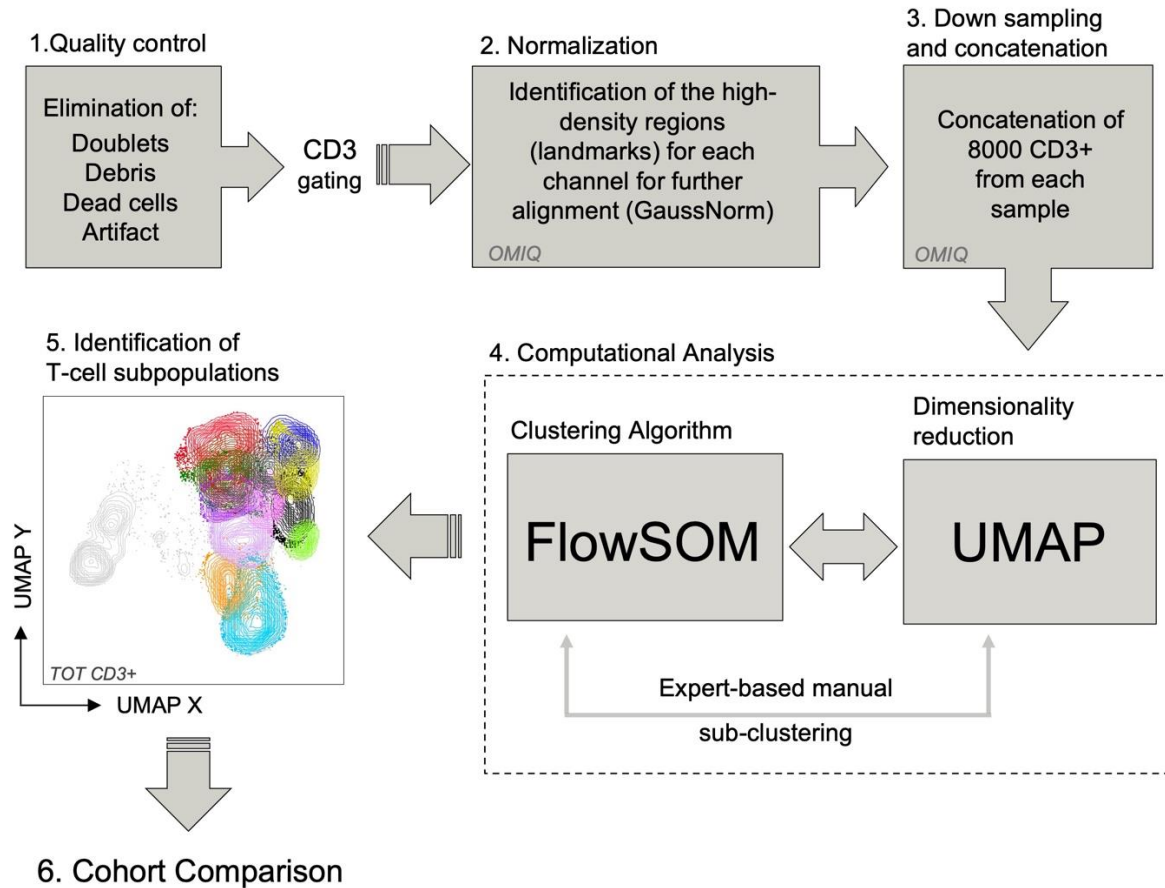 1.Quality control
Elimination of:
Doublets
Debris
Dead cells
Artifact
CD3
gating
2. Normalization
Identification of the high-
density regions
(landmarks) for each
channel for further
alignment (GaussNorm)
OMIQ
3. Down sampling
and concatenation
Concatenation of
8000 CD3+
from each
sample
OMIQ
4. Computational Analysis
Clustering Algorithm
FlowSOM
Dimensionality
reduction
UMAP
Expert-based manual
sub-clustering
5. Identification of
T-cell subpopulations
UMAP Y
TOT CD3+
UMAP X
6. Cohort Comparison